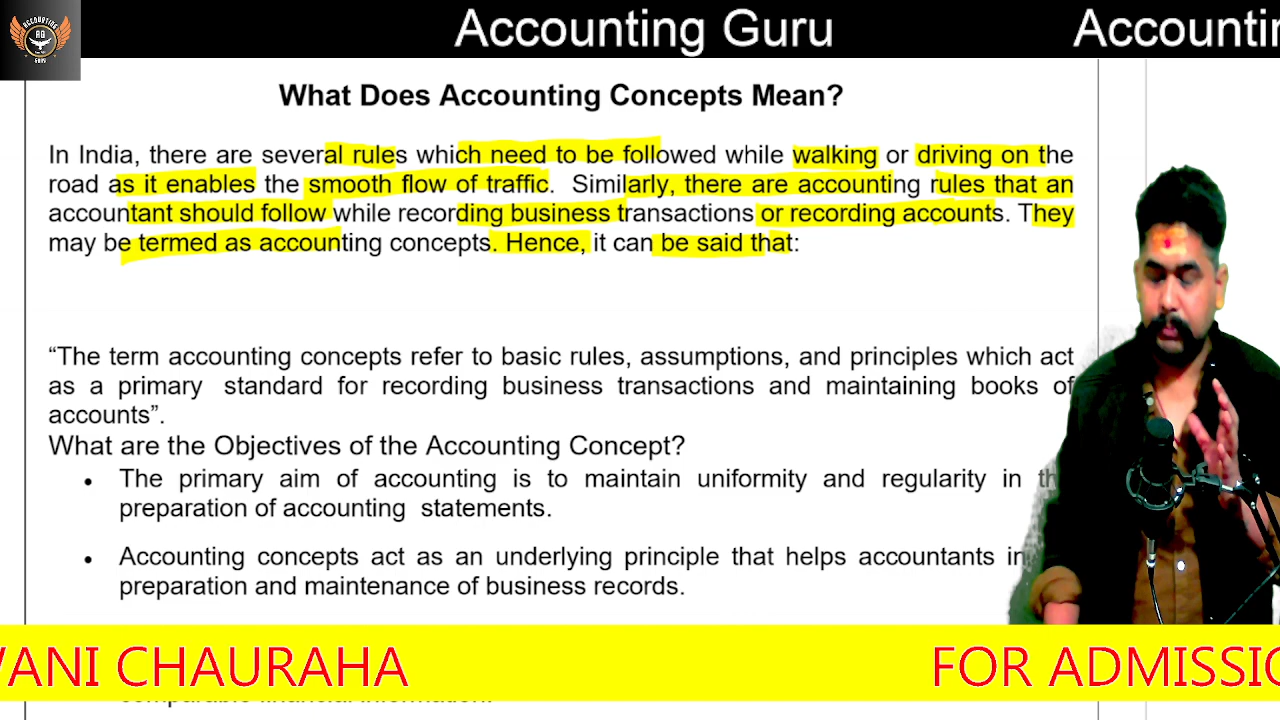 Accounting Guru
What Does Accounting Concepts Mean?
In India, there are several rules which need to be followed while walking or driving on the
road as it enables the smooth flow of traffic. Similarly, there are accounting rules that an
accountant should follow while recording business transactions or recording accounts. They
may be termed as accounting concepts. Hence, it can be said that:
“The term accounting concepts refer to basic rules, assumptions, and principles which act
as a primary standard for recording business transactions and maintaining books of
accounts”.
What are the Objectives of the Accounting Concept?
• The primary aim of accounting is to maintain uniformity and regularity in
preparation of accounting statements.
• Accounting concepts act as an underlying principle that helps accountants in
preparation and maintenance of business records.
CHAURAHA
FOR